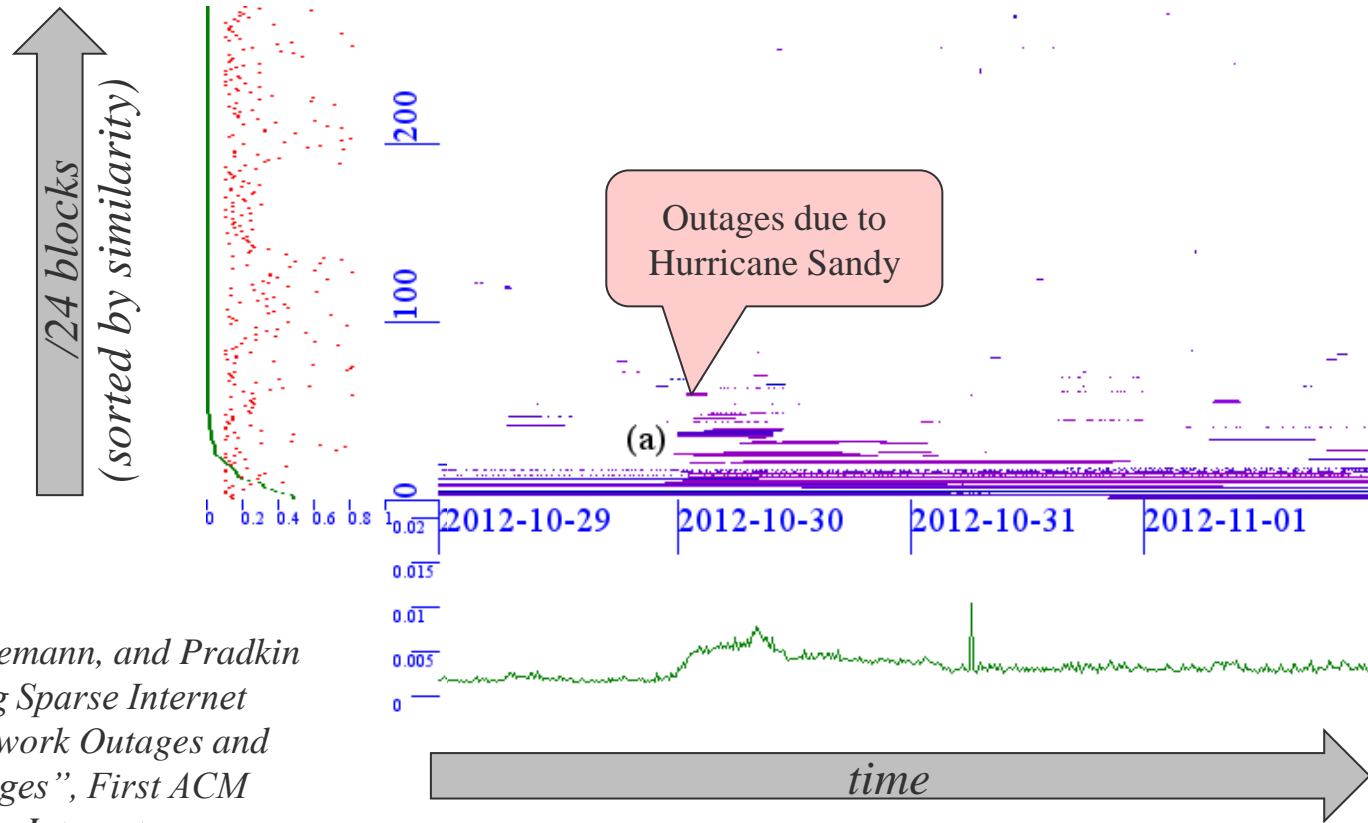 /24 blocks
(sorted by similarity)
200
100
0
Outages due to
Hurricane Sandy
(a)
0 0.2 0.4 0.6 0.8 1
2012-10-29 2012-10-30 2012-10-31 2012-11-01
0.02
0.015
0.01
0.005
0
time
emann, and Pradkin
g Sparse Internet
work Outages and
ges”, First ACM